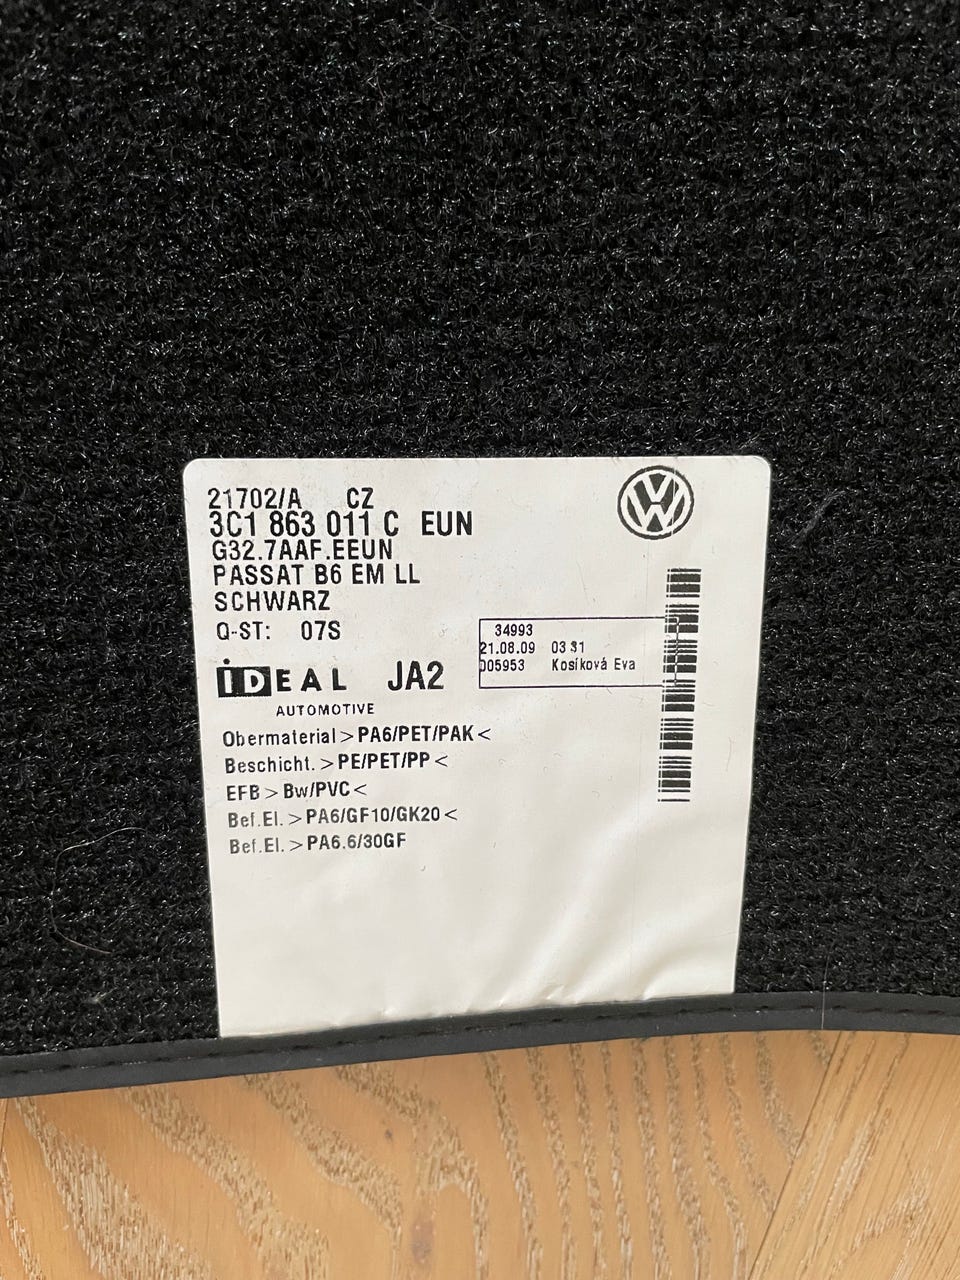 21702/A CZ
3C1 863 011 C EUN
G32.7AAF.EEUN
PASSAT B6 EM LL
SCHWARZ
Q-ST: 07S
34993
21.08.09 03 31
005953 Kosíková Eva
iDEAL JA2
AUTOMOTIVE
Obermaterial >PA6/PET/PAK<
Beschicht. >PE/PET/PP<
EFB >Bw/PVC<
Bef.El. >PA6/GF10/GK20<
Bef.El. >PA6.6/30GF